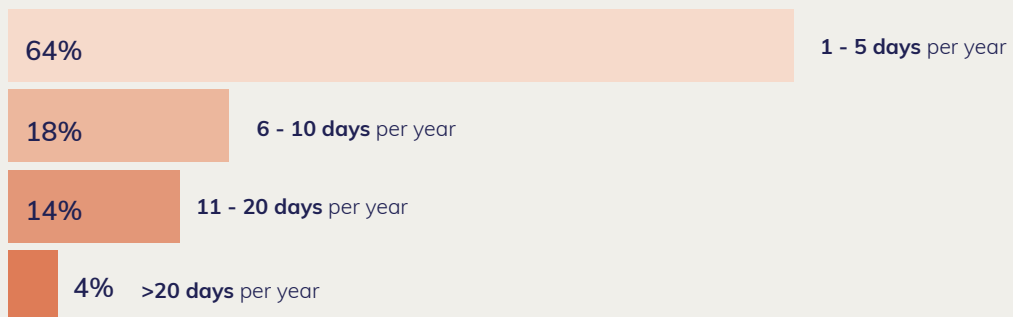 64% 1 - 5 days per year
18% 6 - 10 days per year
14% 11 - 20 days per year
4% >20 days per year